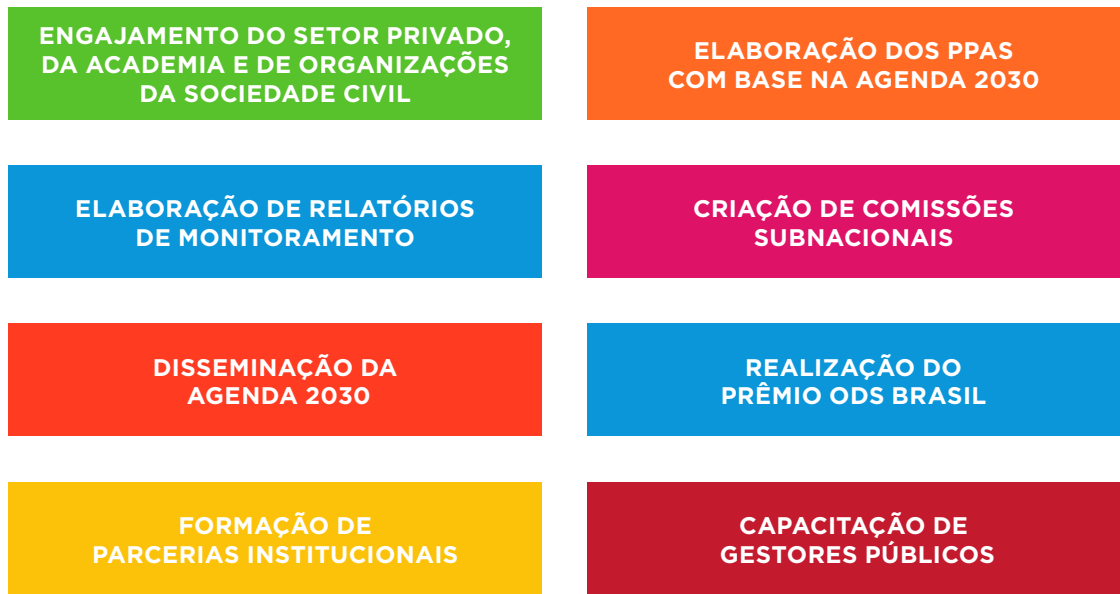 ENGAJAMENTO DO SETOR PRIVADO,
DA ACADEMIA E DE ORGANIZAÇÕES
DA SOCIEDADE CIVIL
ELABORAÇÃO DOS PPAS
COM BASE NA AGENDA 2030
ELABORAÇÃO DE RELATÓRIOS
DE MONITORAMENTO
CRIAÇÃO DE COMISSÕES
SUBNACIONAIS
DISSEMINAÇÃO DA
AGENDA 2030
REALIZAÇÃO DO
PRÊMIO ODS BRASIL
FORMAÇÃO DE
PARCERIAS INSTITUCIONAIS
CAPACITAÇÃO DE
GESTORES PÚBLICOS